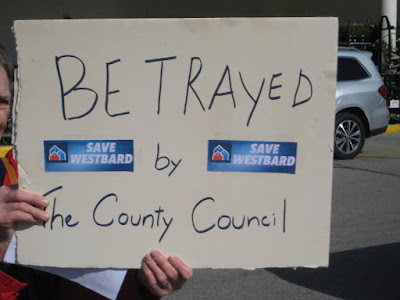 BETRAYED
SAVE WESTBARD by SAVE WESTBARD
The County Council